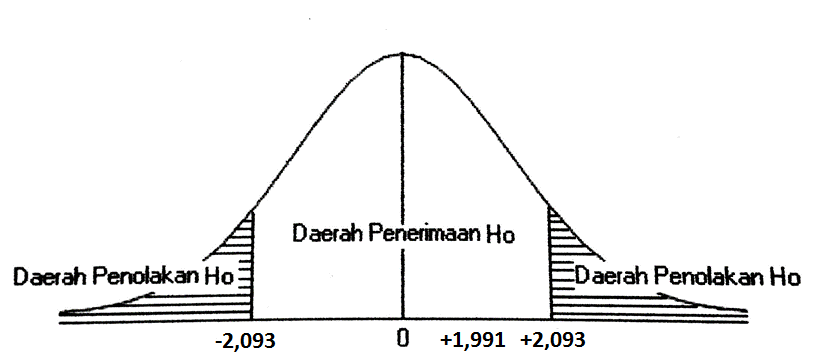 Daerah Penerimaan Ho
Daerah Penolakan Ho
Daerah Penolakan Ho
-2,093
0
+1,991
+2,093